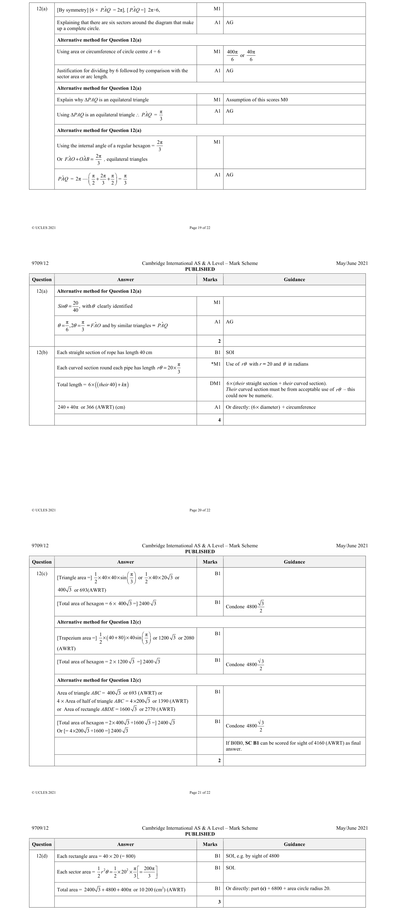 12(a) [By symmetry] [6 × PÂQ = 2π], [PÂQ =] 2π÷6, M1
Explaining that there are six sectors around the diagram that make up a complete circle. A1 AG
Alternative method for Question 12(a)
Using area or circumference of circle centre A ÷ 6 M1 400π/6 or 40π/6
Justification for dividing by 6 followed by comparison with the sector area or arc length. A1 AG
Alternative method for Question 12(a)
Explain why ΔPAQ is an equilateral triangle M1 Assumption of this scores M0
Using ΔPAQ is an equilateral triangle ∴ PÂQ = π/3 A1 AG
Alternative method for Question 12(a)
Using the internal angle of a regular hexagon = 2π/3 M1
Or FÂO + OÂB = 2π/3, equilateral triangles
PÂQ = 2π − (π/2 + 2π/3 + π/2) = π/3 A1 AG
© UCLES 2021 Page 19 of 22
9709/12 Cambridge International AS & A Level – Mark Scheme May/June 2021
PUBLISHED
Question Answer Marks Guidance
12(a) Alternative method for Question 12(a)
Sinθ = 20/40, with θ clearly identified M1
θ = π/6, 2θ = π/3 = FÂO and by similar triangles = PÂQ A1 AG
2
12(b) Each straight section of rope has length 40 cm B1 SOI
Each curved section round each pipe has length rθ = 20 × π/3 *M1 Use of rθ with r = 20 and θ in radians
Total length = 6×((their 40) + kπ) DM1 6×(their straight section + their curved section).
Their curved section must be from acceptable use of rθ – this could now be numeric.
240 + 40π or 366 (AWRT) (cm) A1 Or directly: (6× diameter) + circumference
4
© UCLES 2021 Page 20 of 22
9709/12 Cambridge International AS & A Level – Mark Scheme May/June 2021
PUBLISHED
Question Answer Marks Guidance
12(c) [Triangle area =] 1/2 × 40 × 40 × sin(π/3) or 1/2 × 40 × 20√3 or B1
400√3 or 693(AWRT)
[Total area of hexagon = 6 × 400√3 =] 2400√3 B1 Condone 4800 √3/2
Alternative method for Question 12(c)
[Trapezium area =] 1/2 × (40 + 80) × 40sin(π/3) or 1200√3 or 2080 B1
(AWRT)
[Total area of hexagon = 2 × 1200√3 =] 2400√3 B1 Condone 4800 √3/2
Alternative method for Question 12(c)
Area of triangle ABC = 400√3 or 693 (AWRT) or B1
4 × Area of half of triangle ABC = 4 ×200√3 or 1390 (AWRT)
or Area of rectangle ABDE = 1600√3 or 2770 (AWRT)
[Total area of hexagon = 2×400√3 +1600√3 =] 2400√3 B1 Condone 4800 √3/2
Or [= 4 ×200√3 +1600 =] 2400√3
If B0B0, SC B1 can be scored for sight of 4160 (AWRT) as final answer.
2
© UCLES 2021 Page 21 of 22
9709/12 Cambridge International AS & A Level – Mark Scheme May/June 2021
PUBLISHED
Question Answer Marks Guidance
12(d) Each rectangle area = 40 × 20 (= 800) B1 SOI, e.g. by sight of 4800
Each sector area = 1/2 r²θ = 1/2 × 20² × π/3 [= 200π/3] B1 SOI
Total area = 2400√3 + 4800 + 400π or 10 200 (cm²) (AWRT) B1 Or directly: part (c) + 4800 + area circle radius 20.
3